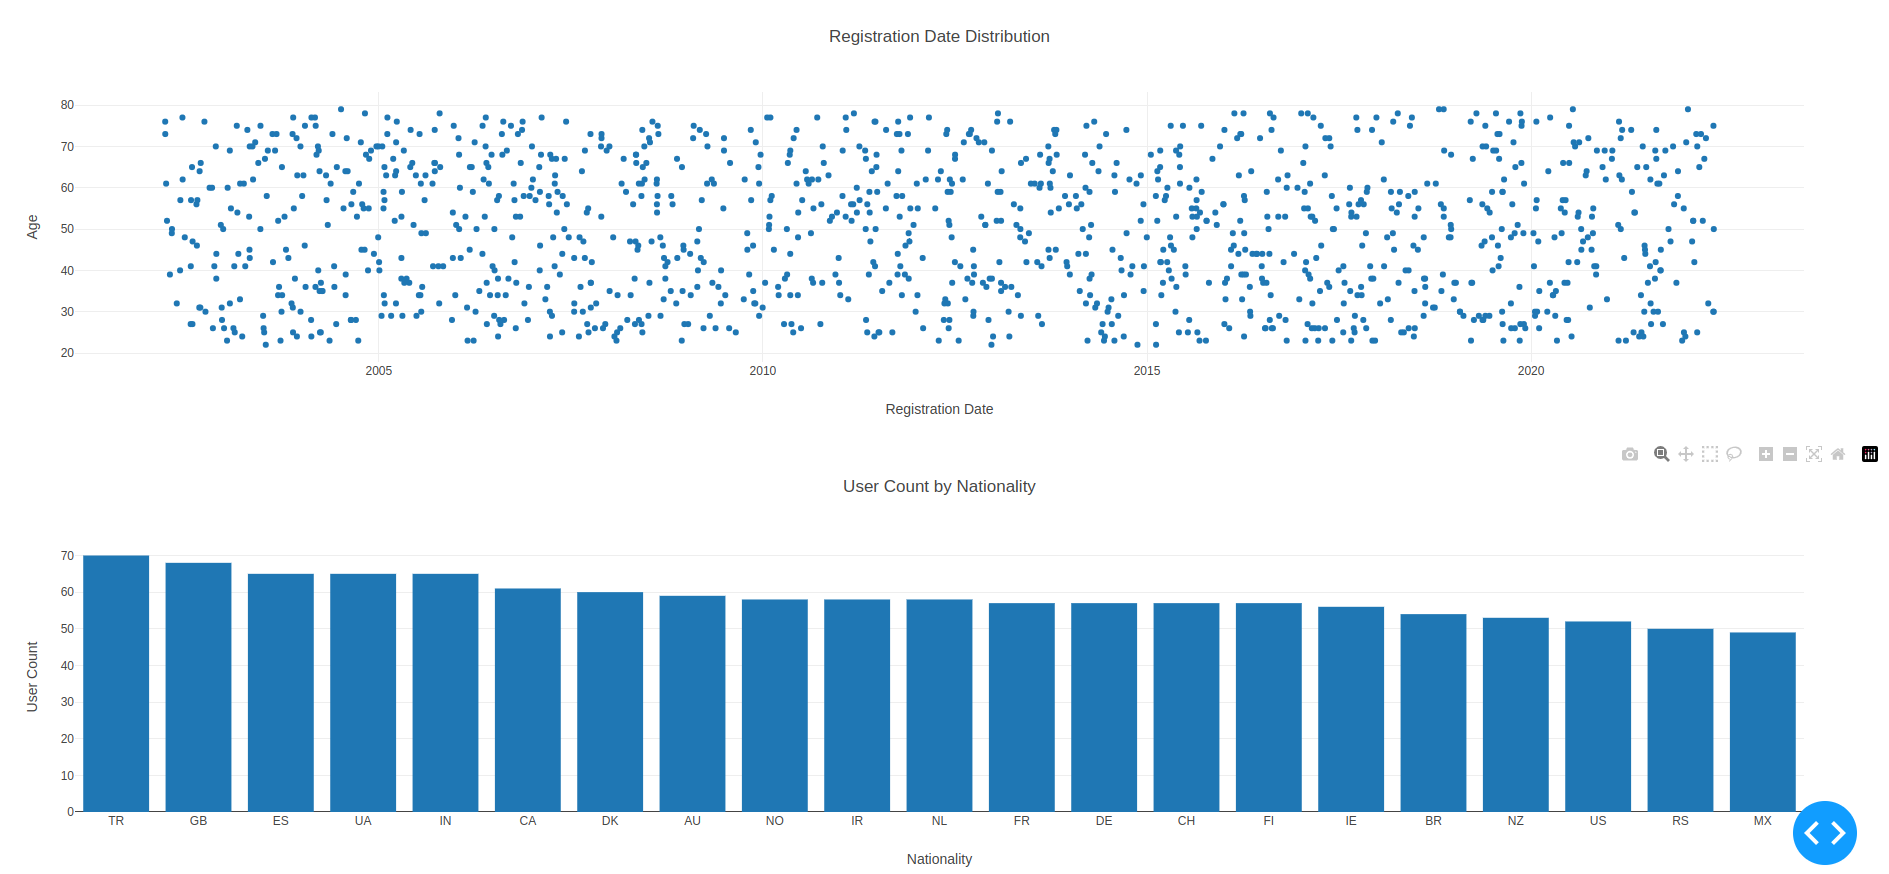 Registration Date Distribution
80
70
60
50
40
30
20
Age
2005 2010 2015 2020
Registration Date
User Count by Nationality
70
60
50
40
30
20
10
0
User Count
TR GB ES UA IN CA DK AU NO IR NL FR DE CH FI IE BR NZ US RS MX
Nationality